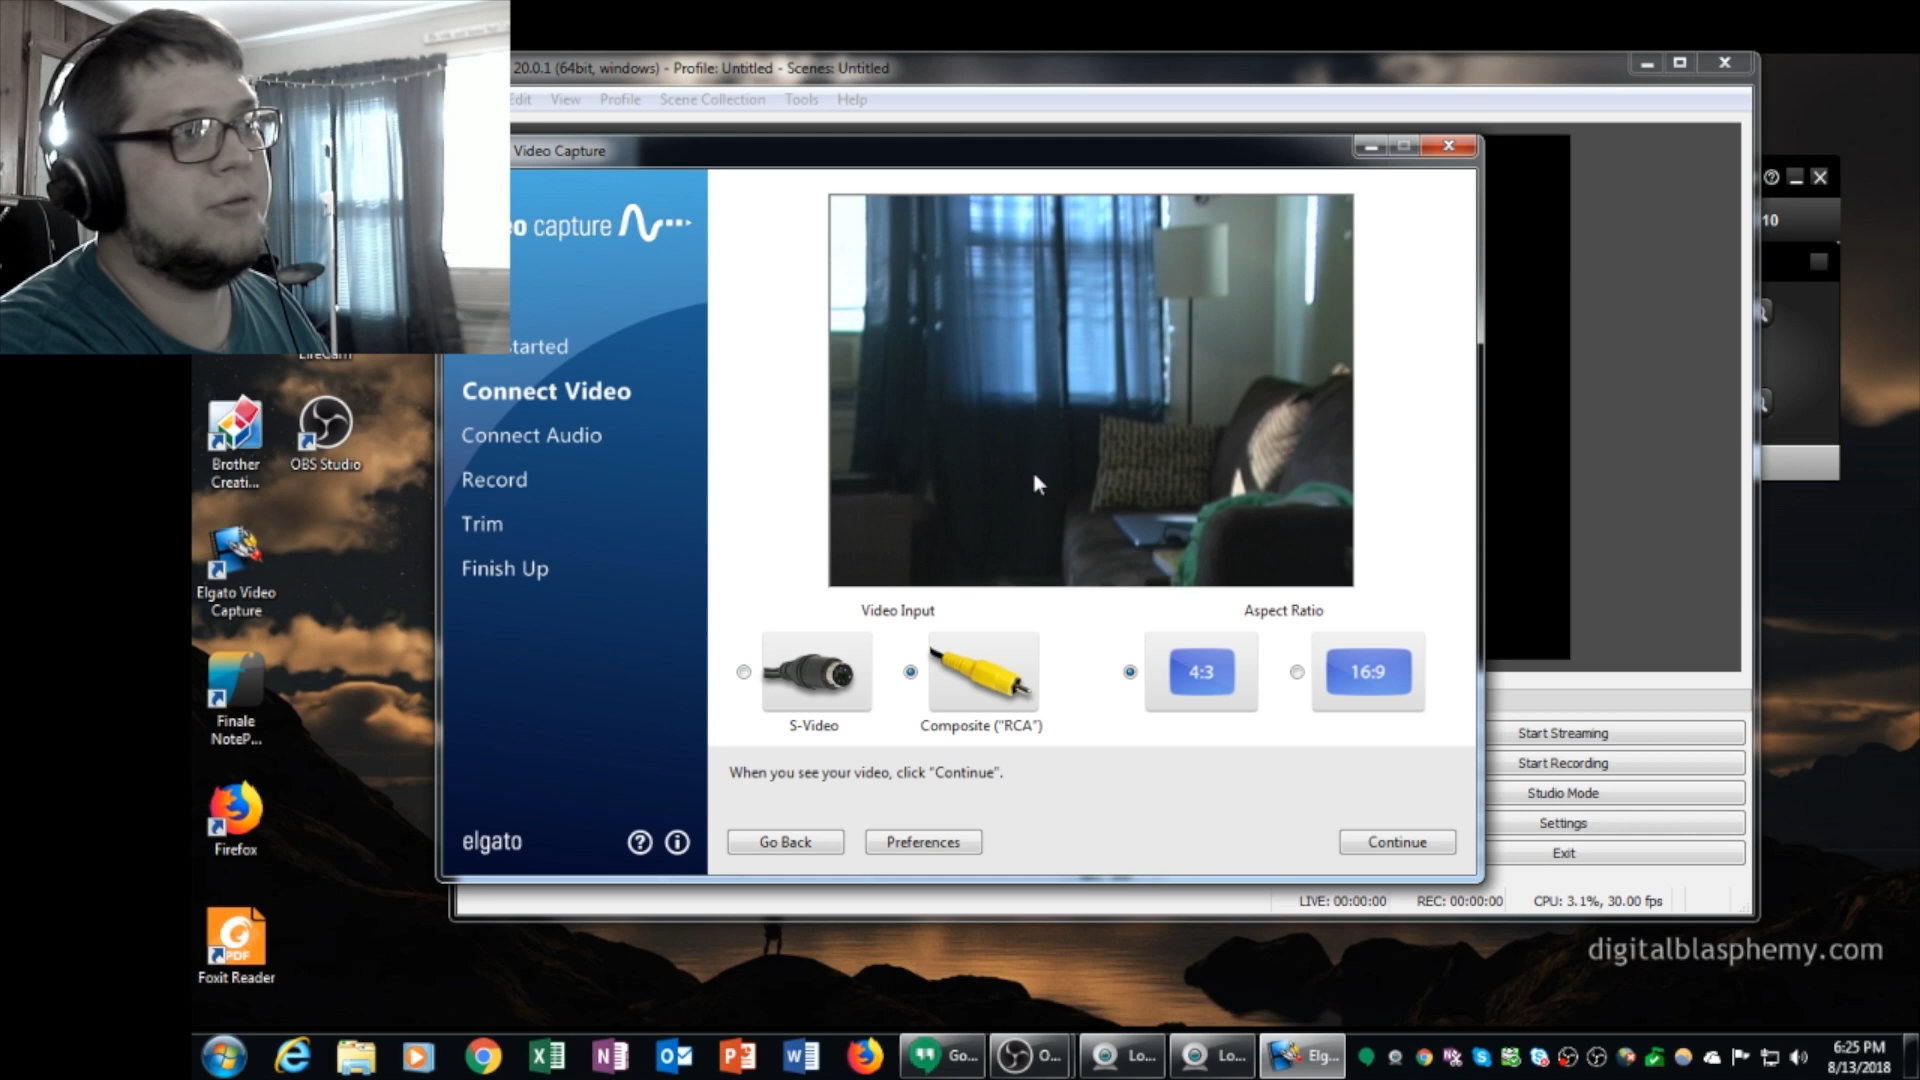 20.0.1 (64bit, windows) - Profile: Untitled - Scenes: Untitled
Edit View Profile Scene Collection Tools Help
Video Capture
eo capture
10
started
Connect Video
Connect Audio
Record
Trim
Finish Up
Video Input
Aspect Ratio
4:3
16:9
S-Video
Composite ("RCA")
When you see your video, click "Continue".
elgato
Go Back
Preferences
Continue
Start Streaming
Start Recording
Studio Mode
Settings
Exit
LIVE: 00:00:00
REC: 00:00:00
CPU: 3.1%, 30.00 fps
LifeCam
Brother
Creati...
OBS Studio
Elgato Video
Capture
Finale
NoteP...
Firefox
PDF
Foxit Reader
digitalblasphemy.com
Go...
O...
Lo...
Lo...
Elg...
6:25 PM
8/13/2018